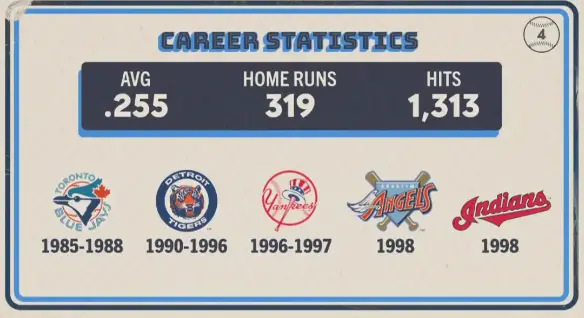 4
CAREER STATISTICS
AVG HOME RUNS HITS
.255 319 1,313
TORONTO BLUE JAYS
DETROIT TIGERS
Yankees
ANAHEIM ANGELS
Indians
1985-1988 1990-1996 1996-1997 1998 1998